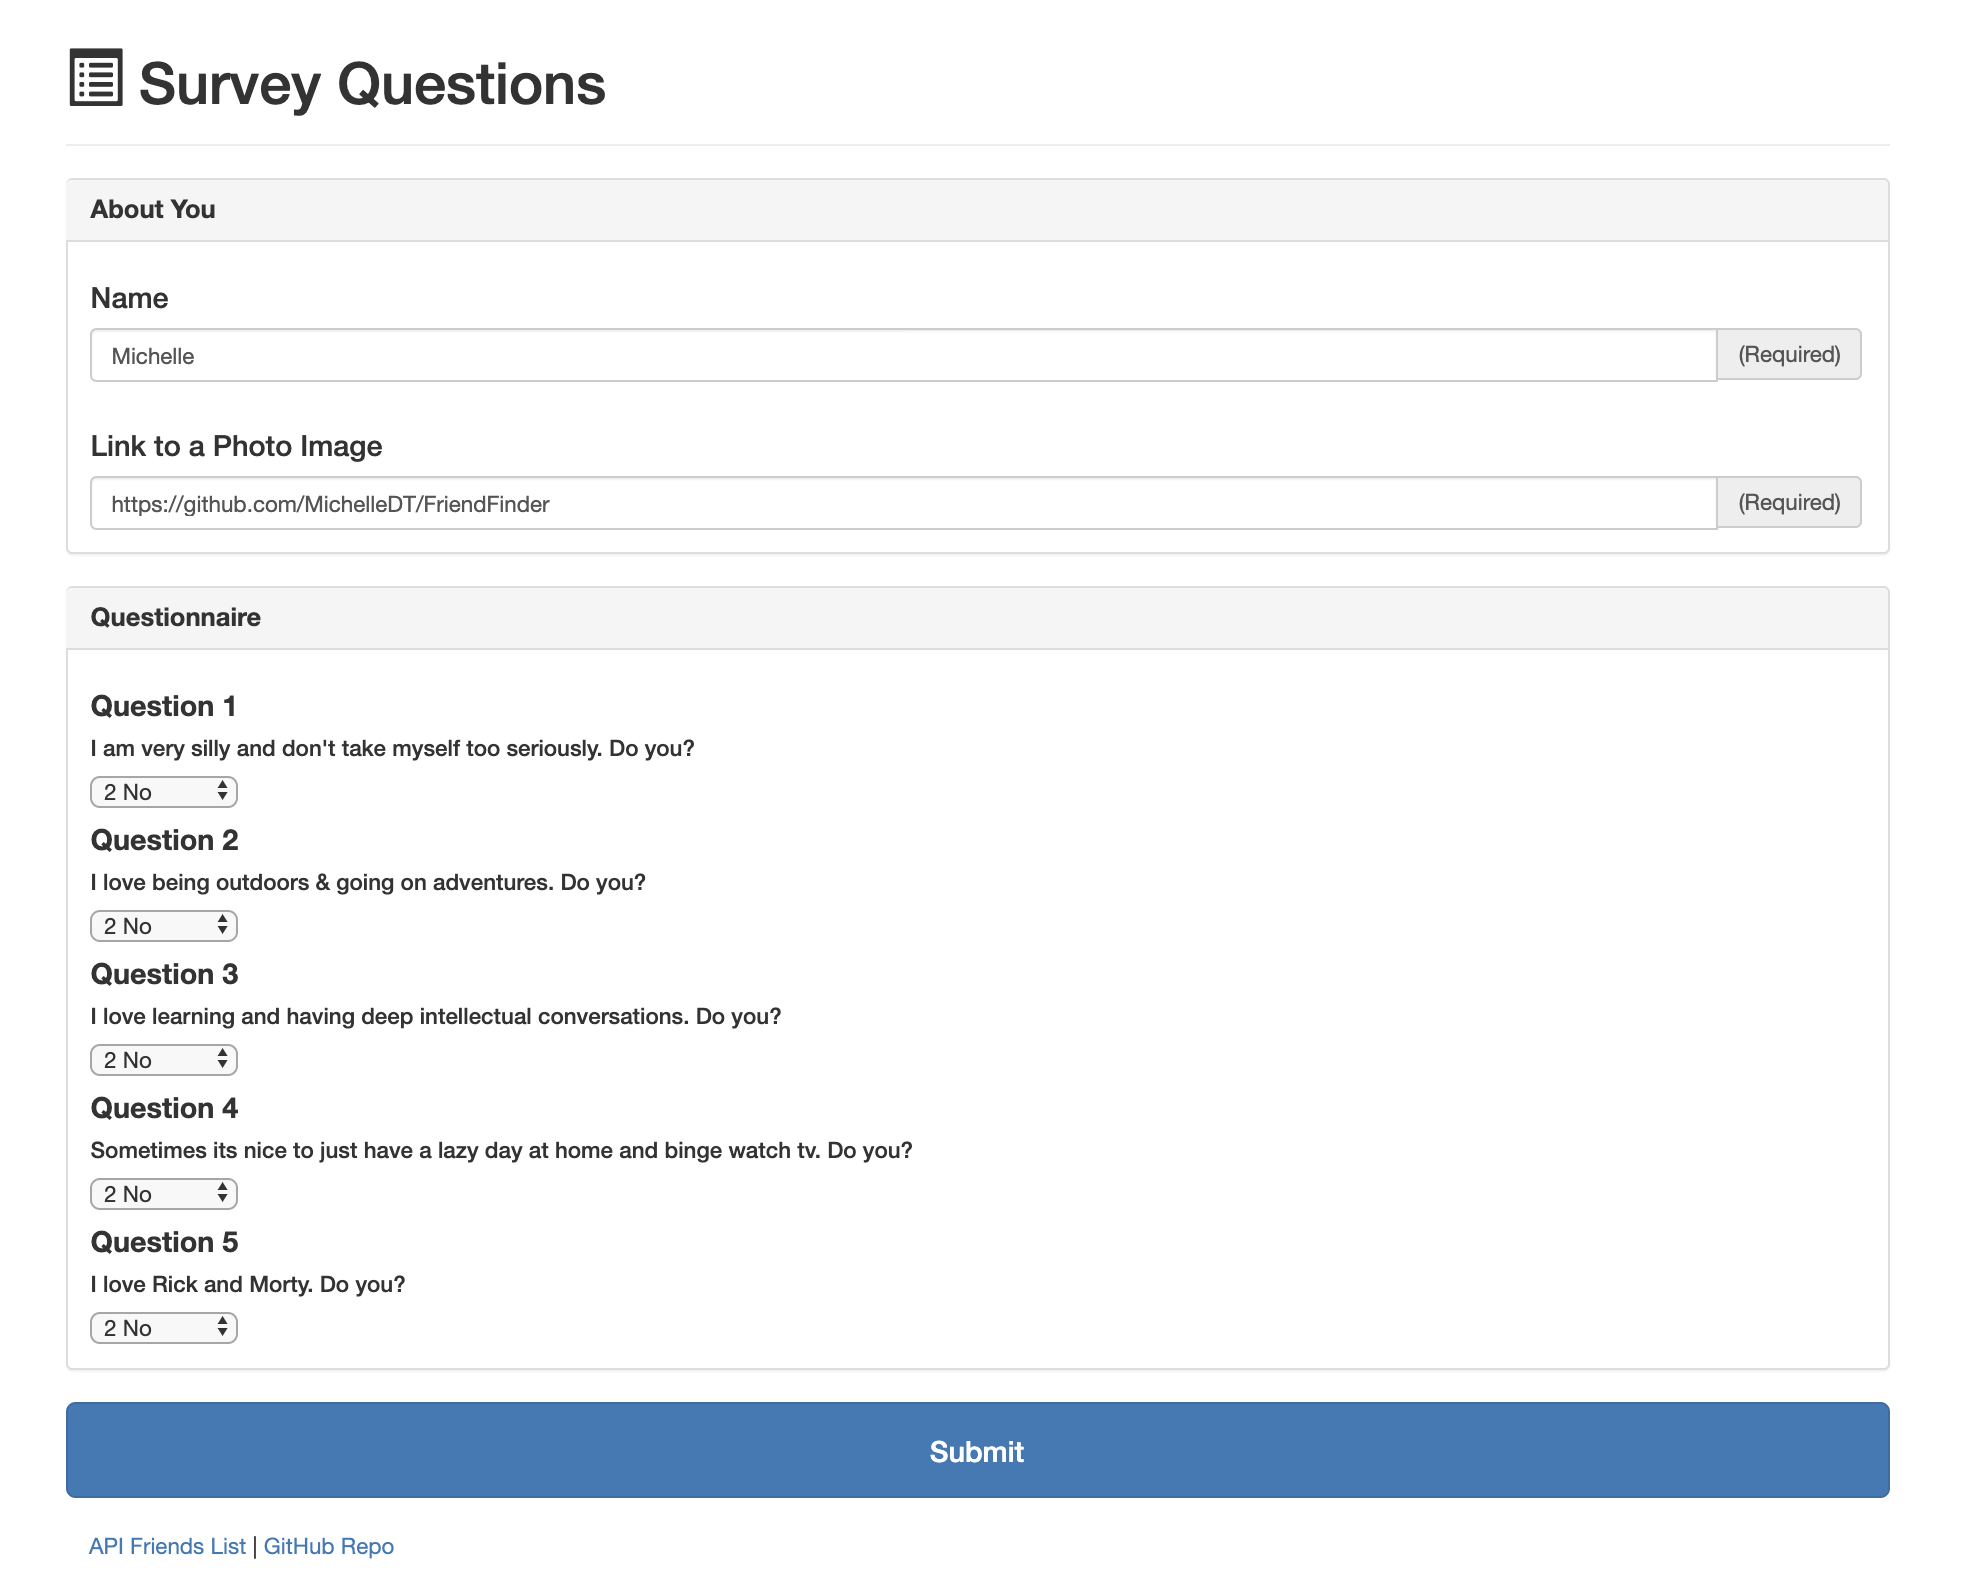 Survey Questions
About You
Name
Michelle
(Required)
Link to a Photo Image
https://github.com/MichelleDT/FriendFinder
(Required)
Questionnaire
Question 1
I am very silly and don't take myself too seriously. Do you?
2 No
Question 2
I love being outdoors & going on adventures. Do you?
2 No
Question 3
I love learning and having deep intellectual conversations. Do you?
2 No
Question 4
Sometimes its nice to just have a lazy day at home and binge watch tv. Do you?
2 No
Question 5
I love Rick and Morty. Do you?
2 No
Submit
API Friends List | GitHub Repo